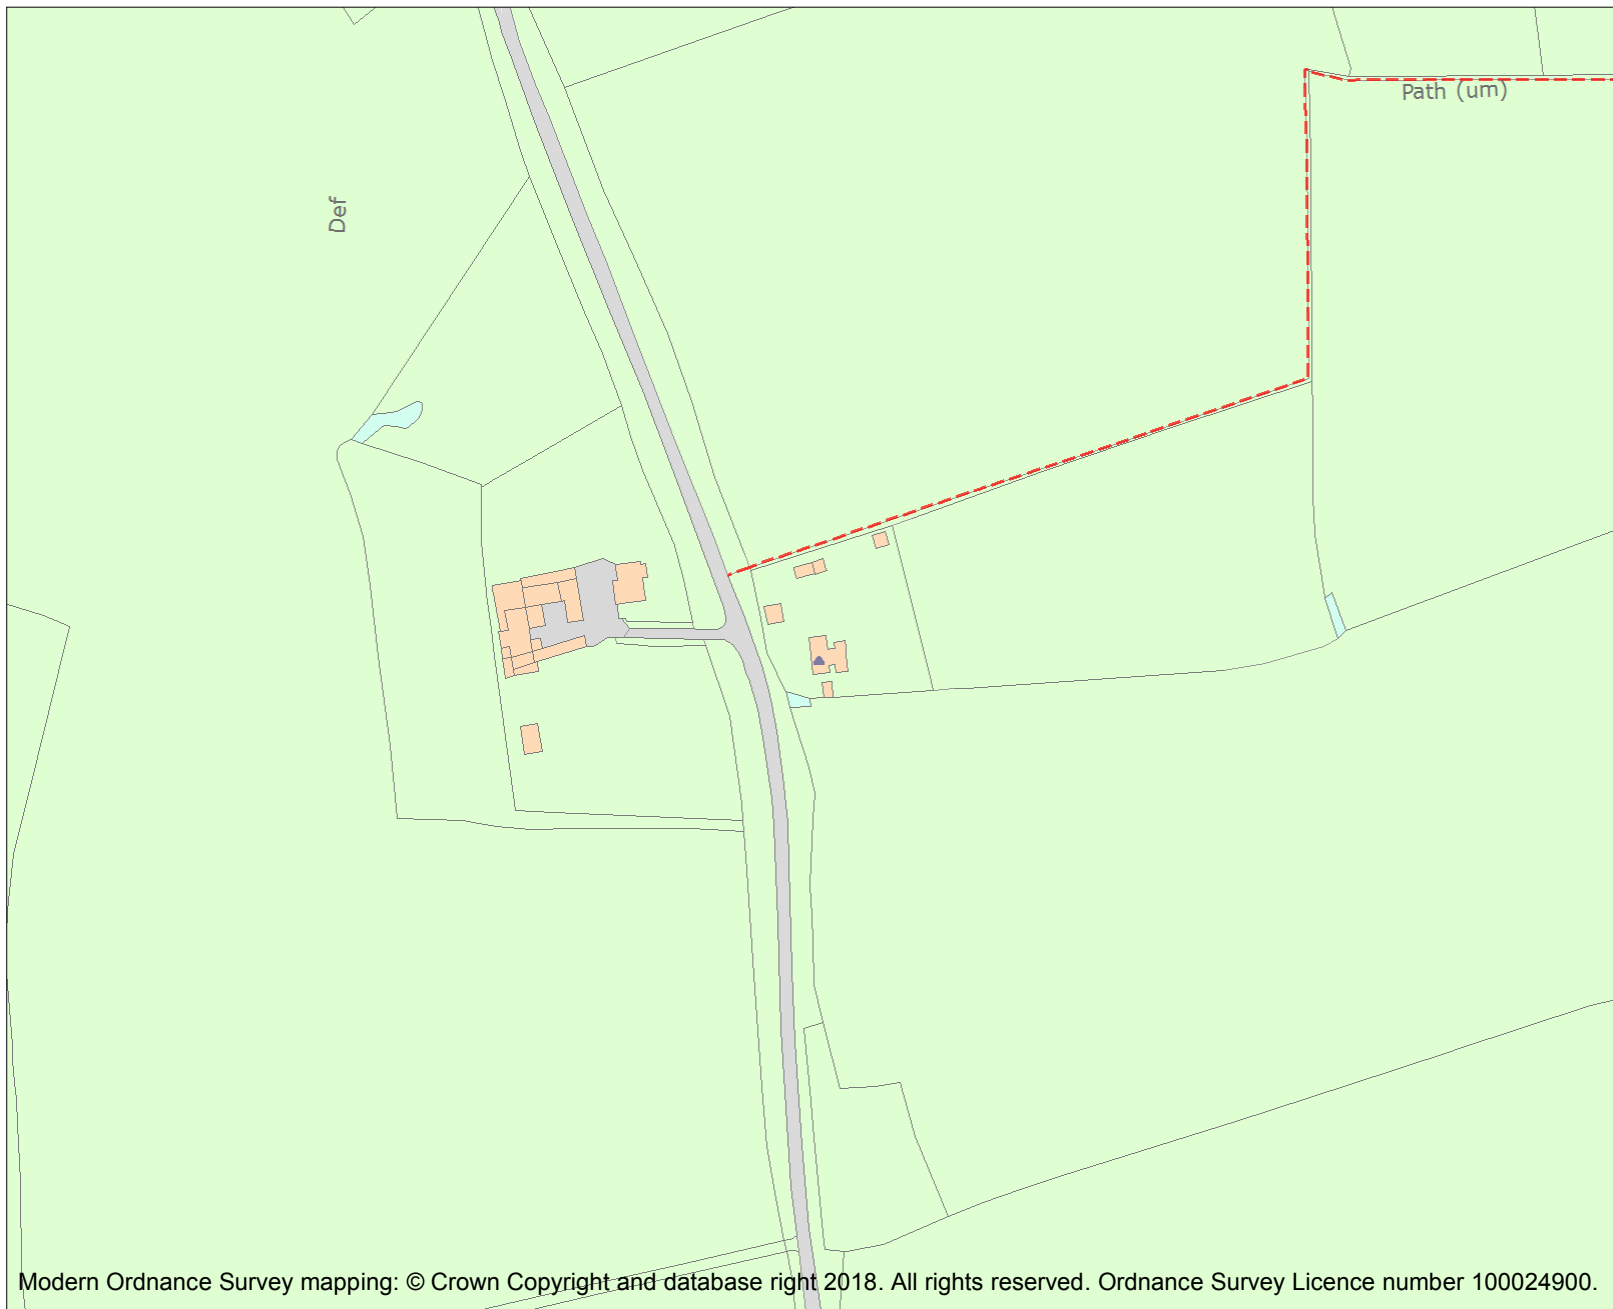 Path (um)
Def
Modern Ordnance Survey mapping: © Crown Copyright and database right 2018. All rights reserved. Ordnance Survey Licence number 100024900.